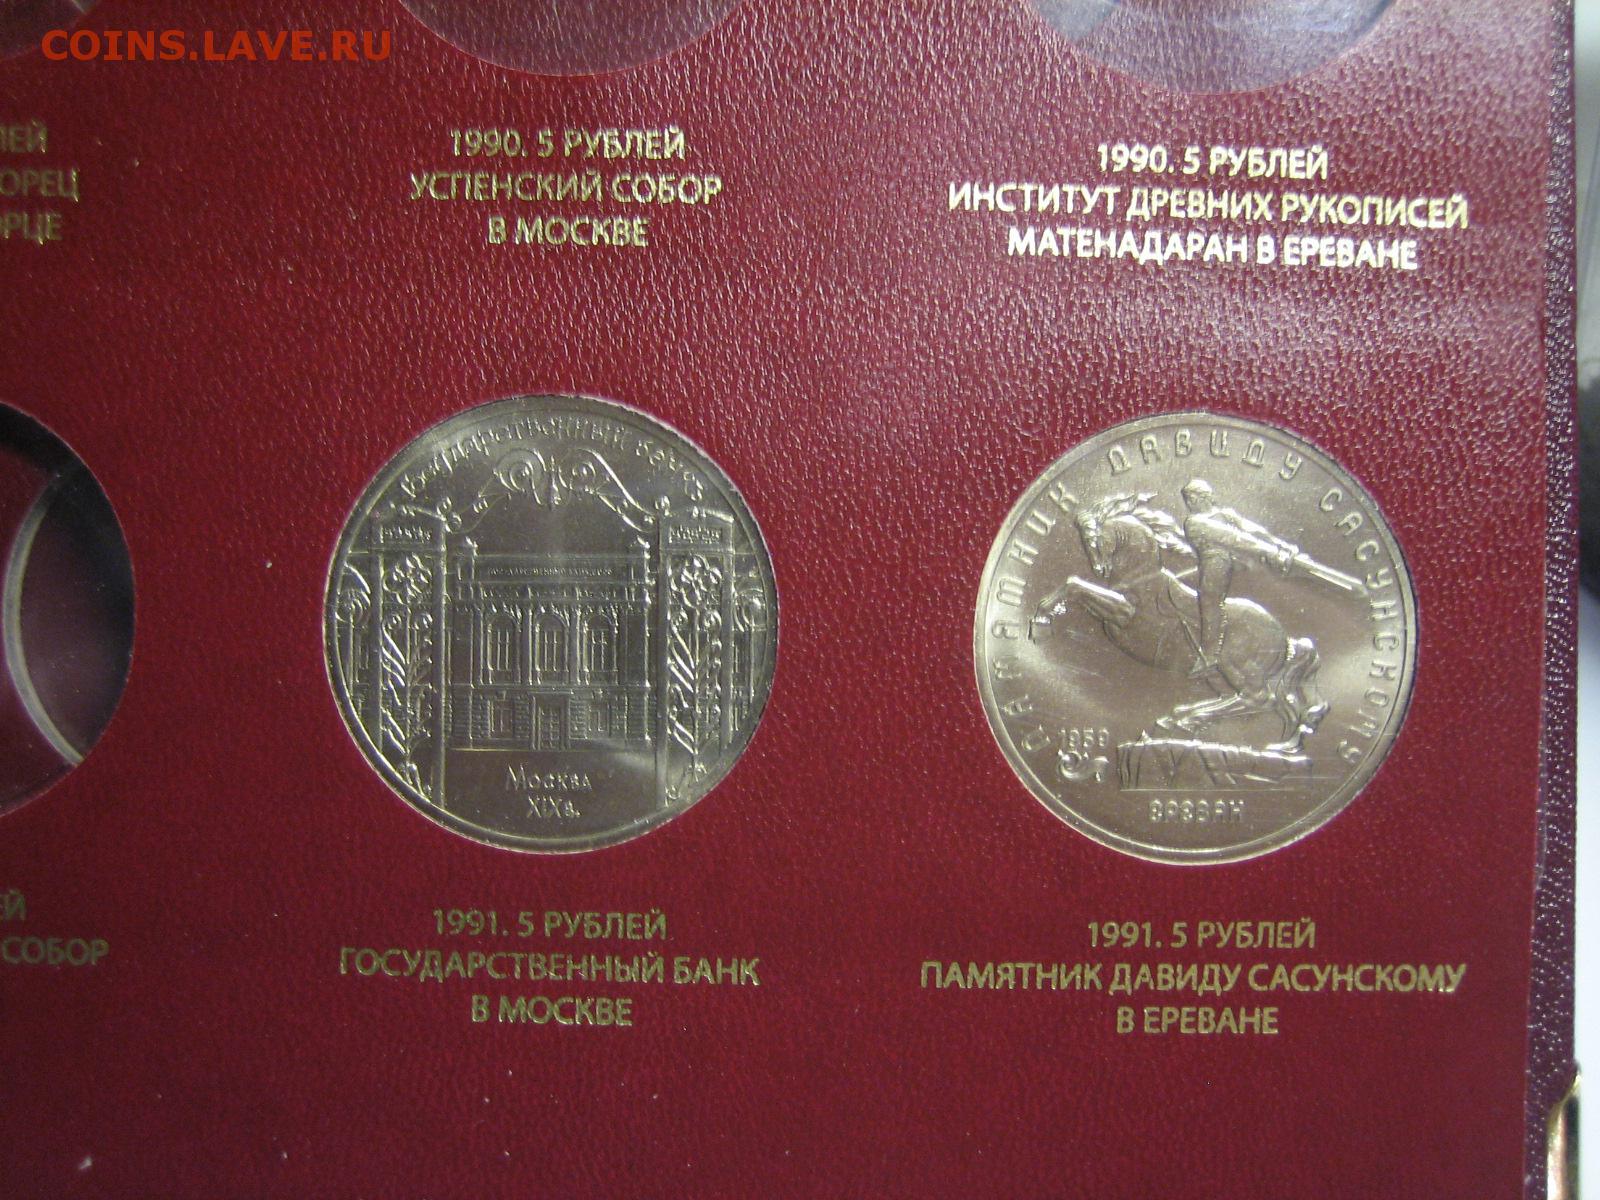 COINS.LAVE.RU
1990. 5 РУБЛЕЙ
УСПЕНСКИЙ СОБОР
В МОСКВЕ
1990. 5 РУБЛЕЙ
ИНСТИТУТ ДРЕВНИХ РУКОПИСЕЙ
МАТЕНАДАРАН В ЕРЕВАНЕ
Государственный банкъ
Москва
XIXв.
ПАМЯТНИК ДАВИДУ САСУНСКОМУ
1959
ЕРЕВАН
СОБОР
1991. 5 РУБЛЕЙ
ГОСУДАРСТВЕННЫЙ БАНК
В МОСКВЕ
1991. 5 РУБЛЕЙ
ПАМЯТНИК ДАВИДУ САСУНСКОМУ
В ЕРЕВАНЕ